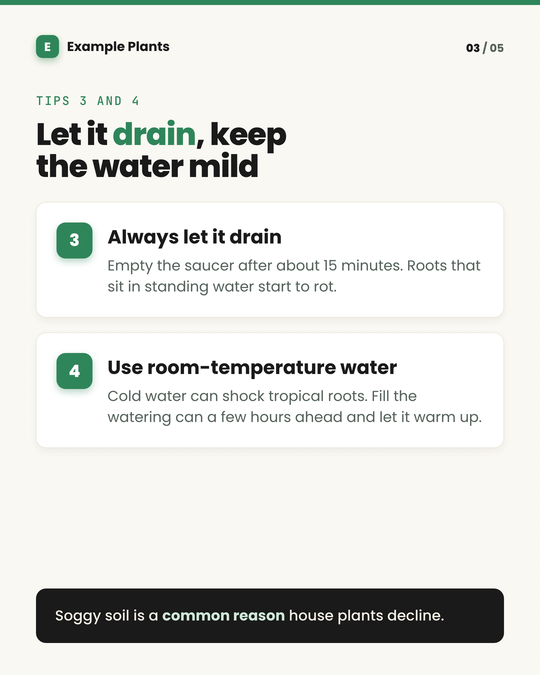 E Example Plants
03 / 05
TIPS 3 AND 4
Let it drain, keep
the water mild
3
Always let it drain
Empty the saucer after about 15 minutes. Roots that
sit in standing water start to rot.
4
Use room-temperature water
Cold water can shock tropical roots. Fill the
watering can a few hours ahead and let it warm up.
Soggy soil is a common reason house plants decline.